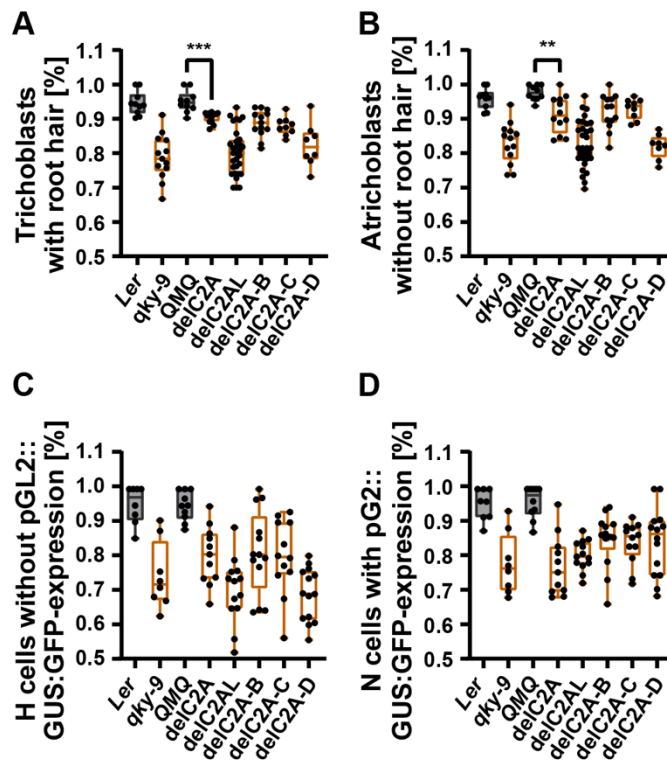 A
Trichoblasts
with root hair [%]
1.1
1.0
0.9
0.8
0.7
0.6
0.5
***
Ler
qky-9
QMQ
delC2A
delC2AL
delC2A-B
delC2A-C
delC2A-D
B
Atrichoblasts
without root hair [%]
1.1
1.0
0.9
0.8
0.7
0.6
0.5
**
Ler
qky-9
QMQ
delC2A
delC2AL
delC2A-B
delC2A-C
delC2A-D
C
H cells without pGL2::
GUS:GFP-expression [%]
1.1
1.0
0.9
0.8
0.7
0.6
0.5
Ler
qky-9
QMQ
delC2A
delC2AL
delC2A-B
delC2A-C
delC2A-D
D
N cells with pG2::
GUS:GFP-expression [%]
1.1
1.0
0.9
0.8
0.7
0.6
0.5
Ler
qky-9
QMQ
delC2A
delC2AL
delC2A-B
delC2A-C
delC2A-D